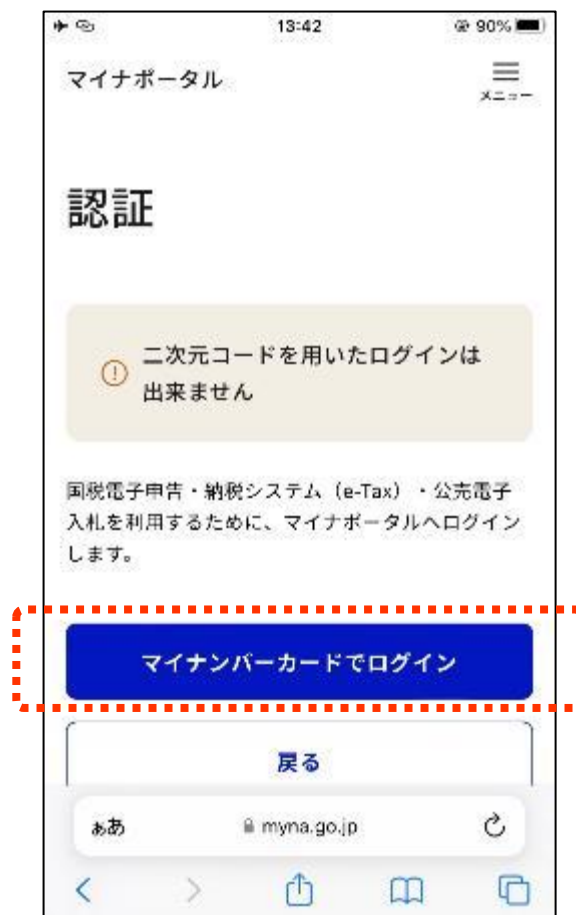 13:42
90%
マイナポータル
メニュー
認証
二次元コードを用いたログインは
出来ません
国税電子申告・納税システム（e-Tax）・公売電子
入札を利用するために、マイナポータルへログイン
します。
マイナンバーカードでログイン
戻る
ぁあ
myna.go.jp